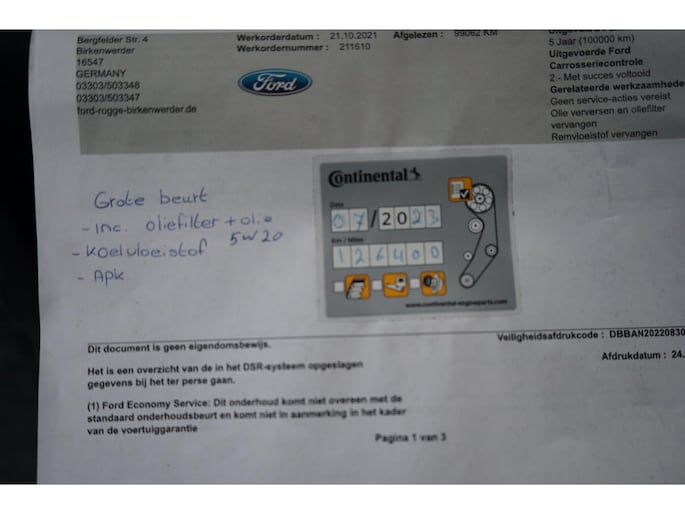 Bergfelder Str. 4
Birkenwerder
16547
GERMANY
03303/503348
03303/503347
ford-rogge-birkenwerder.de
Werkorderdatum : 21.10.2021
Werkordernummer : 211610
Afgelezen : 99062 KM
Ford
5 Jaar (100000 km)
Uitgevoerde Ford
Carrosseriecontrole
2 - Met succes voltooid
Gerelateerde werkzaamhede
Geen service-acties vereist
Olie verversen en oliefilter
vervangen
Remvloeistof vervangen
Grote beurt
- inc. oliefilter + olie
5W20
- Koelvloeistof
- Apk
Continental
Date
07/2023
Km / Miles
126400
www.continental-engineparts.com
Dit document is geen eigendomsbewijs.
Veiligheidsafdrukcode : DBBAN20220830
Afdrukdatum : 24.
Het is een overzicht van de in het DSR-systeem opgeslagen
gegevens bij het ter perse gaan.
(1) Ford Economy Service: Dit onderhoud komt niet overeen met de
standaard onderhoudsbeurt en komt niet in aanmerking in het kader
van de voertuiggarantie
Pagina 1 van 3